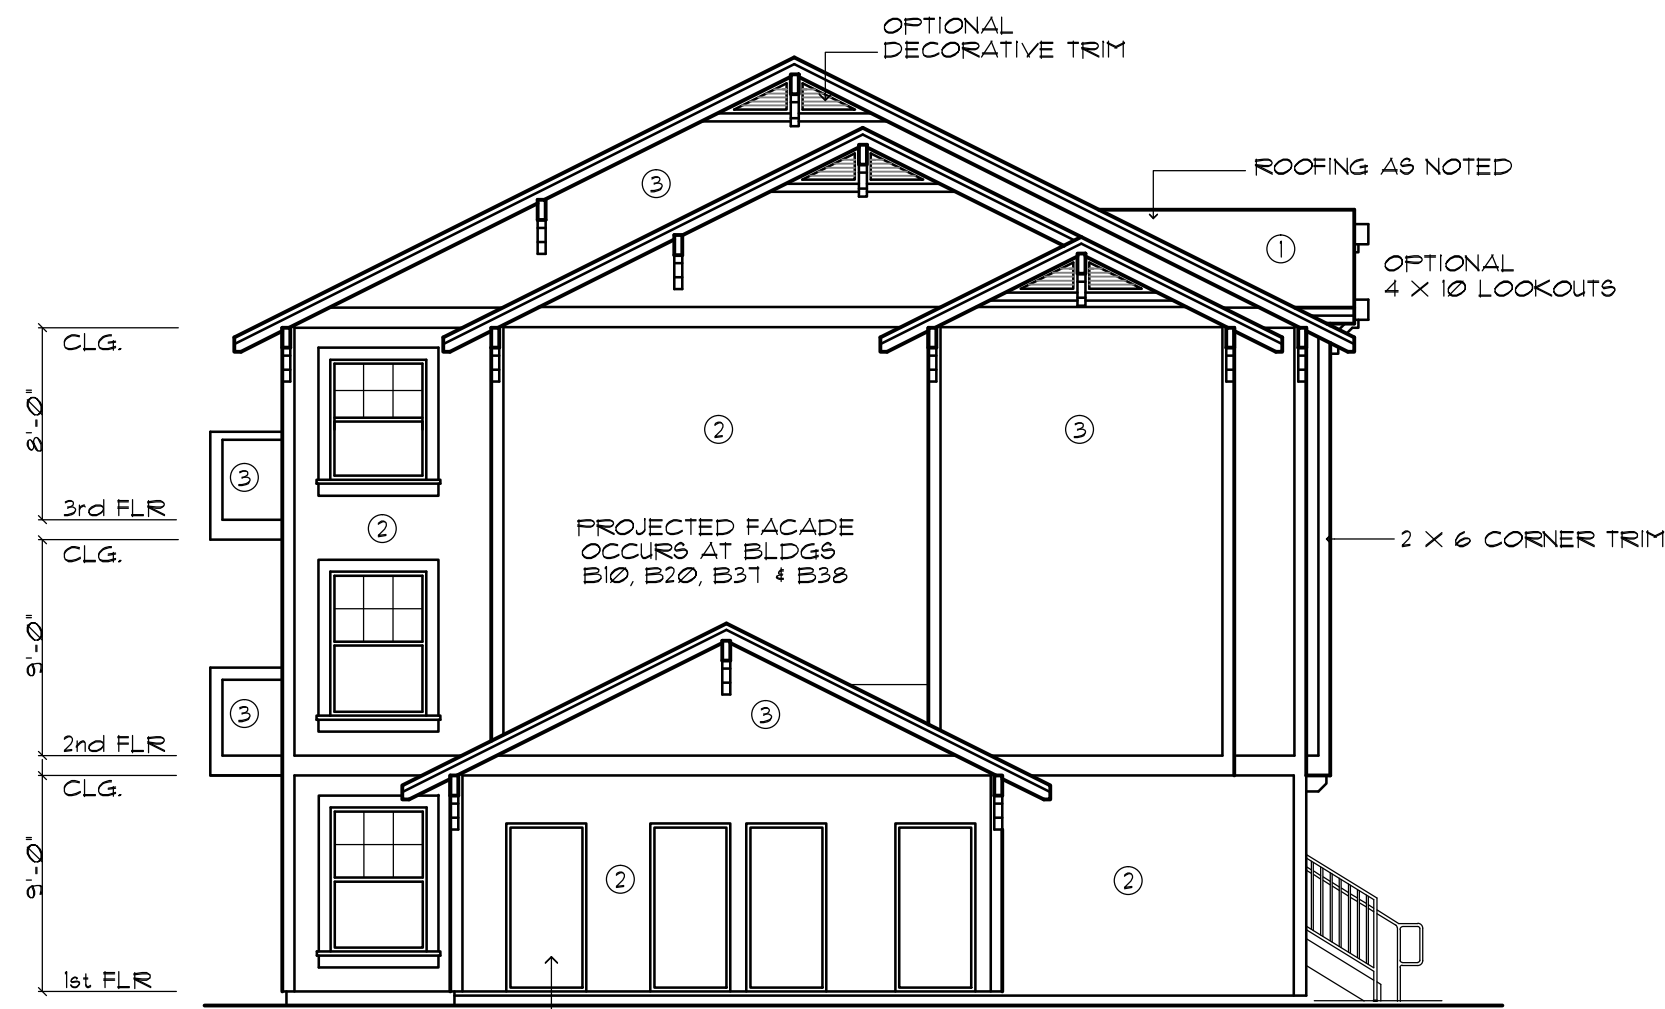 OPTIONAL
DECORATIVE TRIM
ROOFING AS NOTED
3
1
OPTIONAL
4 X 10 LOOKOUTS
CLG.
8'-0"
2
3
3
3rd FLR
2
PROJECTED FACADE
OCCURS AT BLDGS
B10, B20, B37 & B38
2 X 6 CORNER TRIM
CLG.
9'-0"
3
3
2nd FLR
CLG.
9'-0"
2
2
1st FLR